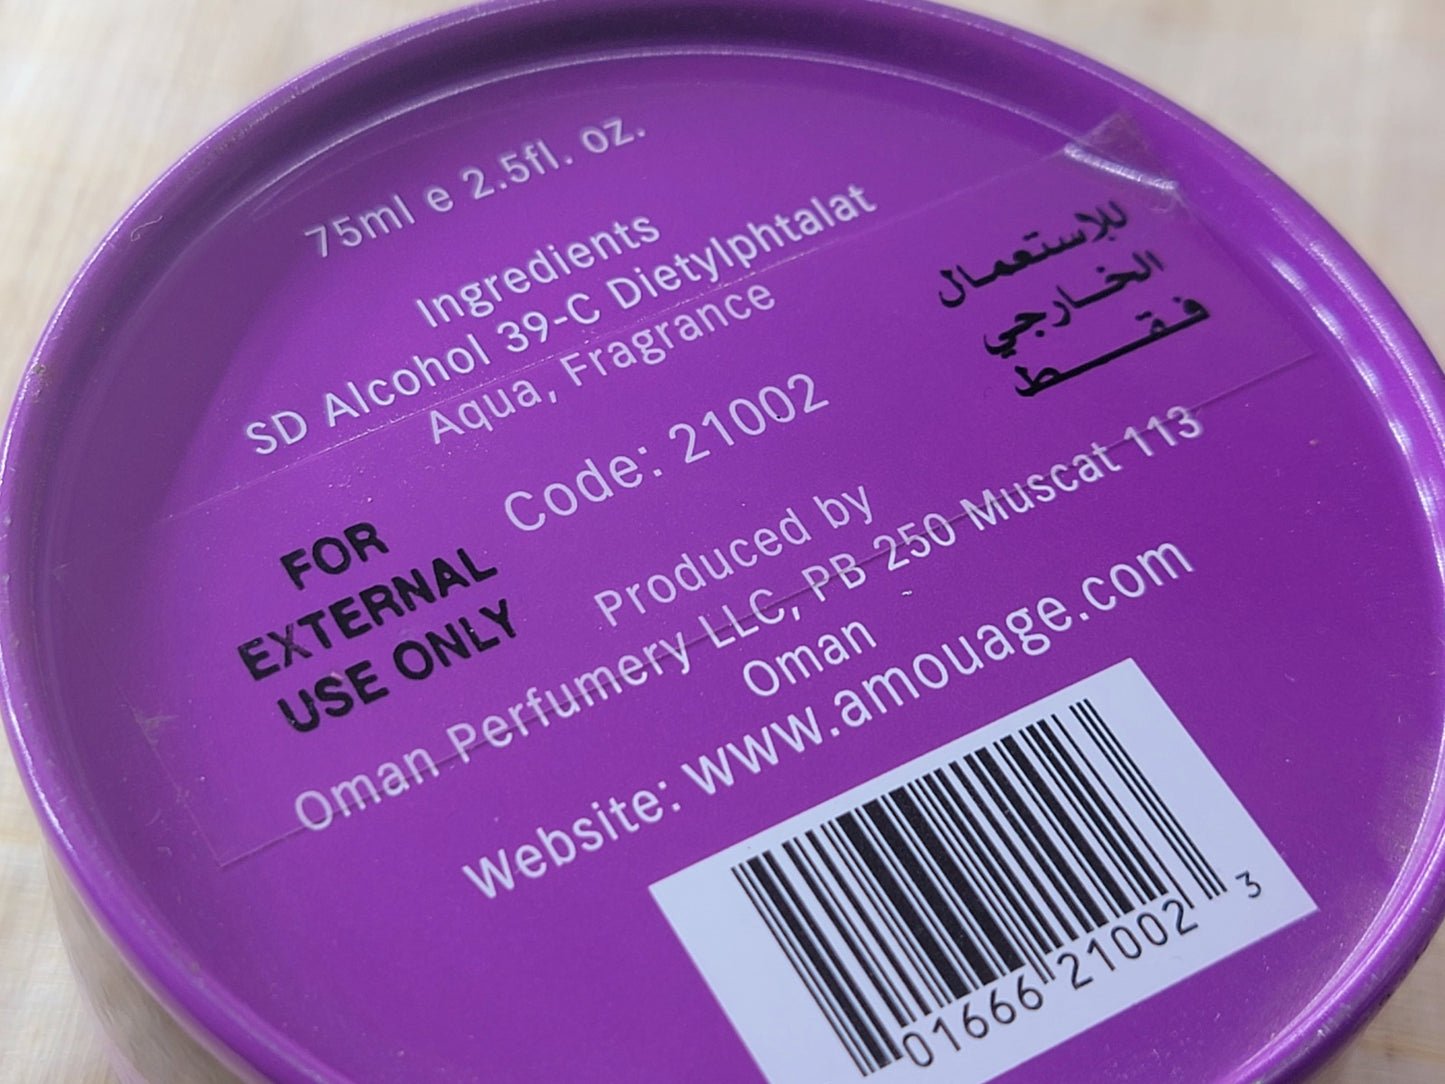 75ml e 2.5fl. oz.
Ingredients
SD Alcohol 39-C Dietylphtalat
Aqua, Fragrance
Code: 21002
للإستعمال
الخارجي
فقط
FOR
EXTERNAL
USE ONLY
Produced by
Oman Perfumery LLC, PB 250 Muscat 113
Oman
Website: www.amouage.com
01666 21002 3